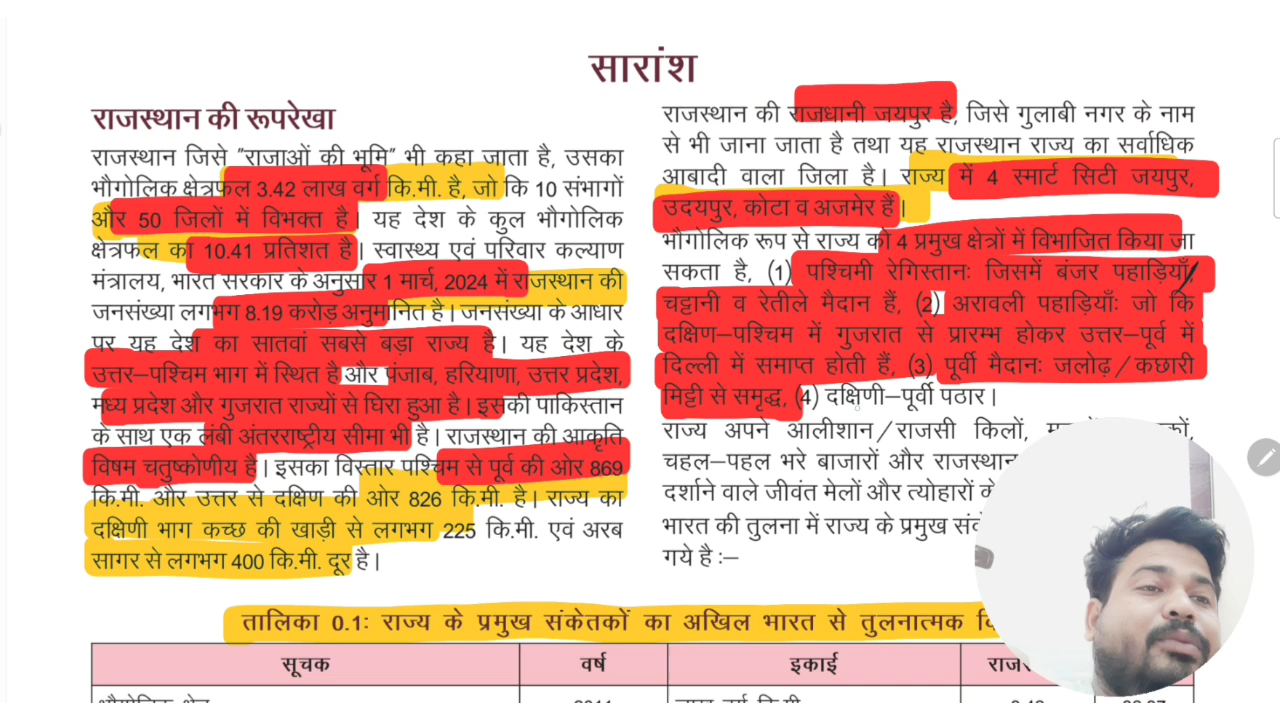 सारांश
राजस्थान की रूपरेखा
राजस्थान जिसे "राजाओं की भूमि" भी कहा जाता है, उसका
भौगोलिक क्षेत्रफल 3.42 लाख वर्ग कि.मी. है, जो कि 10 संभागों
और 50 जिलों में विभक्त है। यह देश के कुल भौगोलिक
क्षेत्रफल का 10.41 प्रतिशत है। स्वास्थ्य एवं परिवार कल्याण
मंत्रालय, भारत सरकार के अनुसार 1 मार्च, 2024 में राजस्थान की
जनसंख्या लगभग 8.19 करोड़ अनुमानित है। जनसंख्या के आधार
पर यह देश का सातवां सबसे बड़ा राज्य है। यह देश के
उत्तर–पश्चिम भाग में स्थित है और पंजाब, हरियाणा, उत्तर प्रदेश,
मध्य प्रदेश और गुजरात राज्यों से घिरा हुआ है। इसकी पाकिस्तान
के साथ एक लंबी अंतरराष्ट्रीय सीमा भी है। राजस्थान की आकृति
विषम चतुष्कोणीय है। इसका विस्तार पश्चिम से पूर्व की ओर 869
कि.मी. और उत्तर से दक्षिण की ओर 826 कि.मी. है। राज्य का
दक्षिणी भाग कच्छ की खाड़ी से लगभग 225 कि.मी. एवं अरब
सागर से लगभग 400 कि.मी. दूर है।
राजस्थान की राजधानी जयपुर है, जिसे गुलाबी नगर के नाम
से भी जाना जाता है तथा यह राजस्थान राज्य का सर्वाधिक
आबादी वाला जिला है। राज्य में 4 स्मार्ट सिटी जयपुर,
उदयपुर, कोटा व अजमेर हैं।
भौगोलिक रूप से राज्य को 4 प्रमुख क्षेत्रों में विभाजित किया जा
सकता है, (1) पश्चिमी रेगिस्तानः जिसमें बंजर पहाड़ियाँ,
चट्टानी व रेतीले मैदान हैं, (2) अरावली पहाड़ियाँः जो कि
दक्षिण–पश्चिम में गुजरात से प्रारम्भ होकर उत्तर–पूर्व में
दिल्ली में समाप्त होती हैं, (3) पूर्वी मैदानः जलोढ़/कछारी
मिट्टी से समृद्ध, (4) दक्षिणी–पूर्वी पठार।
राज्य अपने आलीशान/राजसी किलों,
चहल–पहल भरे बाजारों और राजस्थान
दर्शाने वाले जीवंत मेलों और त्योहारों
भारत की तुलना में राज्य के प्रमुख
गये है :–
तालिका 0.1: राज्य के प्रमुख संकेतकों का अखिल भारत से तुलनात्मक
सूचक वर्ष इकाई